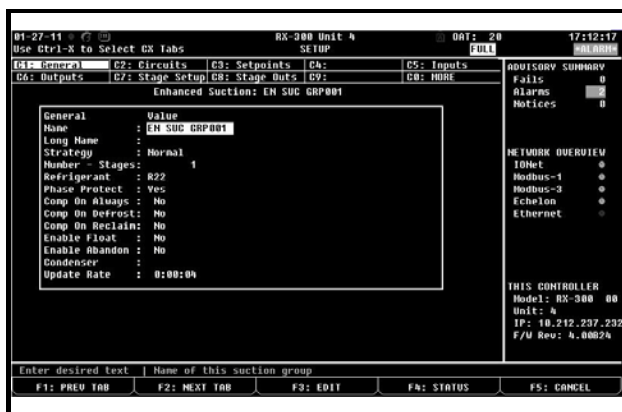 01-27-11 RX-300 Unit 4 OAT: 20 17:12:17
Use Ctrl-X to Select CX Tabs SETUP FULL *ALARM*
C1: General C2: Circuits C3: Setpoints C4: C5: Inputs
C6: Outputs C7: Stage Setup C8: Stage Outs C9: C0: MORE
Enhanced Suction: EN SUC GRP001
General Value
Name : EN SUC GRP001
Long Name :
Strategy : Normal
Number - Stages: 1
Refrigerant : R22
Phase Protect : Yes
Comp On Always : No
Comp On Defrost: No
Comp On Reclaim: No
Enable Float : No
Enable Abandon : No
Condenser :
Update Rate : 0:00:04
ADVISORY SUMMARY
Fails 0
Alarms 2
Notices 0
NETWORK OVERVIEW
IONet
Modbus-1
Modbus-3
Echelon
Ethernet
THIS CONTROLLER
Model: RX-300 00
Unit: 4
IP: 10.212.237.232
F/W Rev: 4.00B24
Enter desired text | Name of this suction group
F1: PREV TAB F2: NEXT TAB F3: EDIT F4: STATUS F5: CANCEL